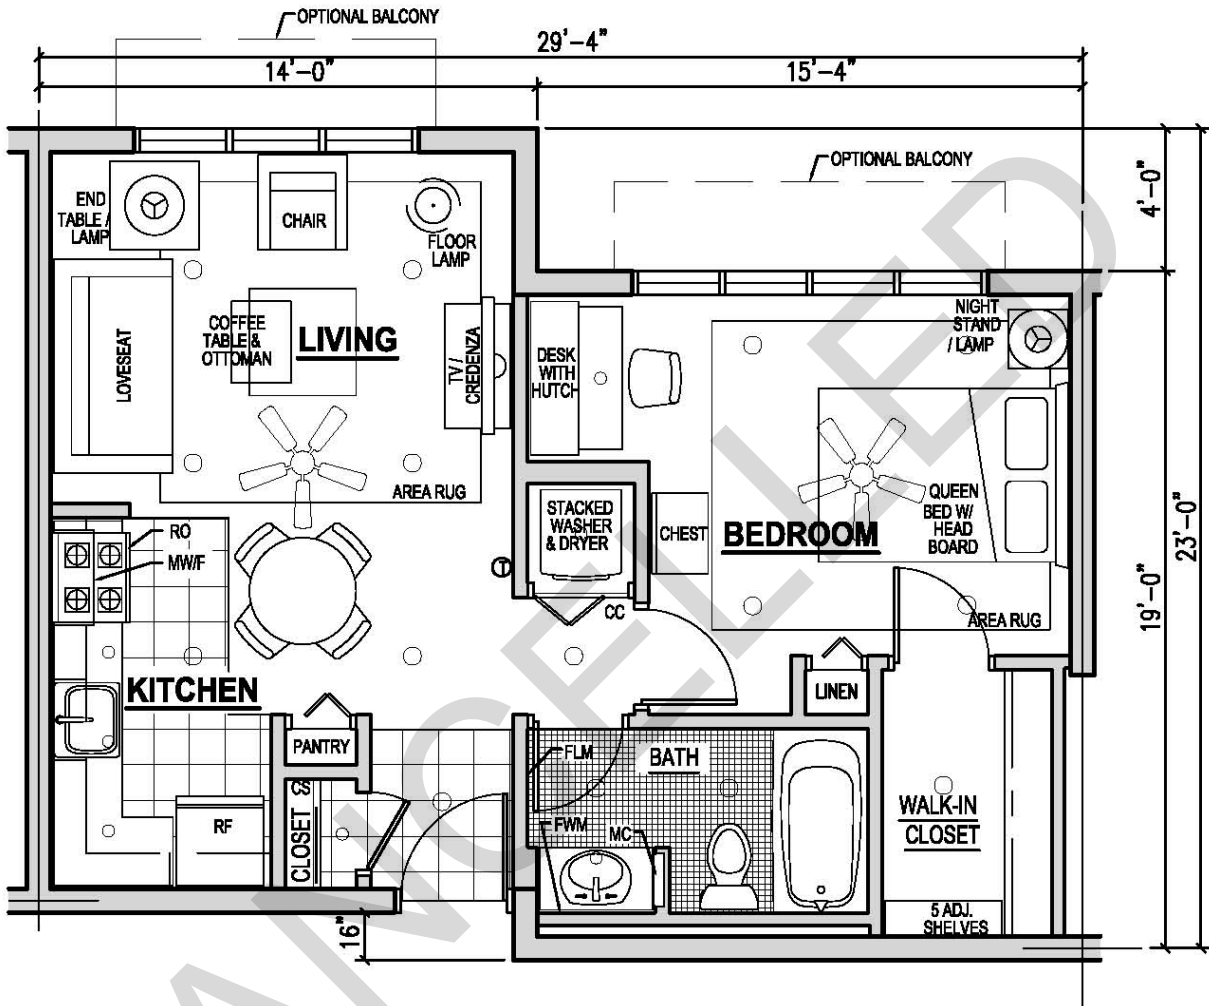 OPTIONAL BALCONY
29'-4"
14'-0"
15'-4"
OPTIONAL BALCONY
4'-0"
END
TABLE /
LAMP
CHAIR
FLOOR
LAMP
NIGHT
STAND
/ LAMP
COFFEE
TABLE &
OTTOMAN
LIVING
TV /
CREDENZA
DESK
WITH
HUTCH
LOVESEAT
AREA RUG
QUEEN
BED W/
HEAD
BOARD
STACKED
WASHER
& DRYER
CHEST
BEDROOM
23'-0"
RO
MW/F
T
CC
19'-0"
AREA RUG
KITCHEN
LINEN
PANTRY
FLM
BATH
CS
CLOSET
RF
FWM
MC
WALK-IN
CLOSET
5 ADJ.
SHELVES
16"
CANCELLED